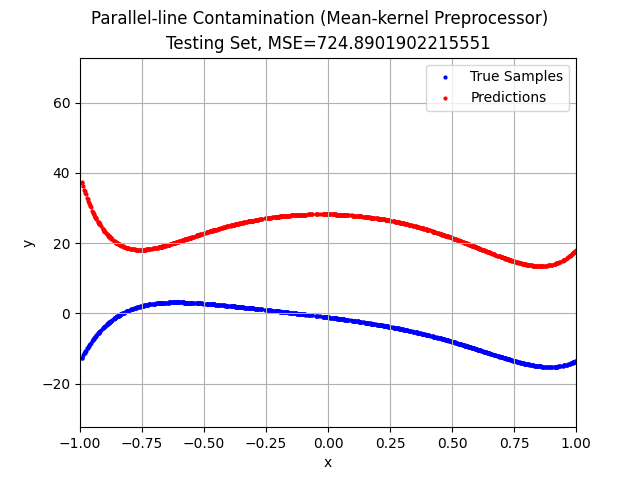 Parallel-line Contamination (Mean-kernel Preprocessor)
Testing Set, MSE=724.8901902215551
True Samples
Predictions
60
40
20
0
−20
y
−1.00 −0.75 −0.50 −0.25 0.00 0.25 0.50 0.75 1.00
x